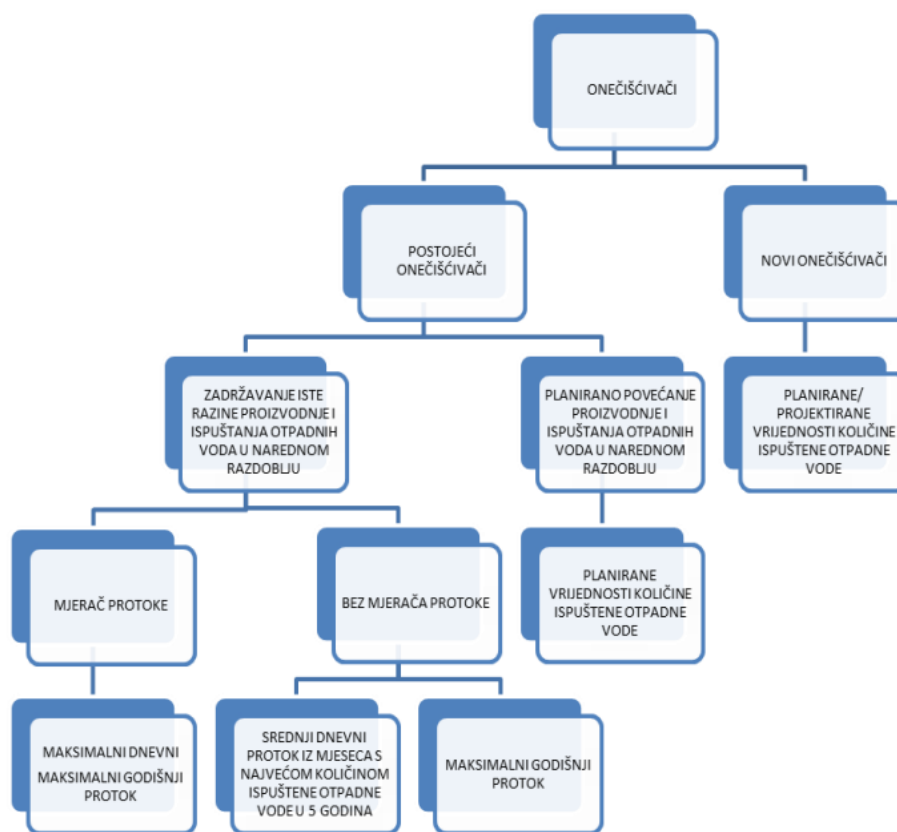 ONEČIŠĆIVAČI
POSTOJEĆI
ONEČIŠĆIVAČI
NOVI ONEČIŠĆIVAČI
ZADRŽAVANJE ISTE
RAZINE PROIZVODNJE I
ISPUŠTANJA OTPADNIH
VODA U NAREDNOM
RAZDOBLJU
PLANIRANO POVEĆANJE
PROIZVODNJE I
ISPUŠTANJA OTPADNIH
VODA U NAREDNOM
RAZDOBLJU
PLANIRANE/
PROJEKTIRANE
VRIJEDNOSTI KOLIČINE
ISPUŠTENE OTPADNE
VODE
MJERAČ PROTOKE
BEZ MJERAČA PROTOKE
PLANIRANE
VRIJEDNOSTI KOLIČINE
ISPUŠTENE OTPADNE
VODE
MAKSIMALNI DNEVNI
MAKSIMALNI GODIŠNJI
PROTOK
SREDNJI DNEVNI
PROTOK IZ MJESECA S
NAJVEĆOM KOLIČINOM
ISPUŠTENE OTPADNE
VODE U 5 GODINA
MAKSIMALNI GODIŠNJI
PROTOK